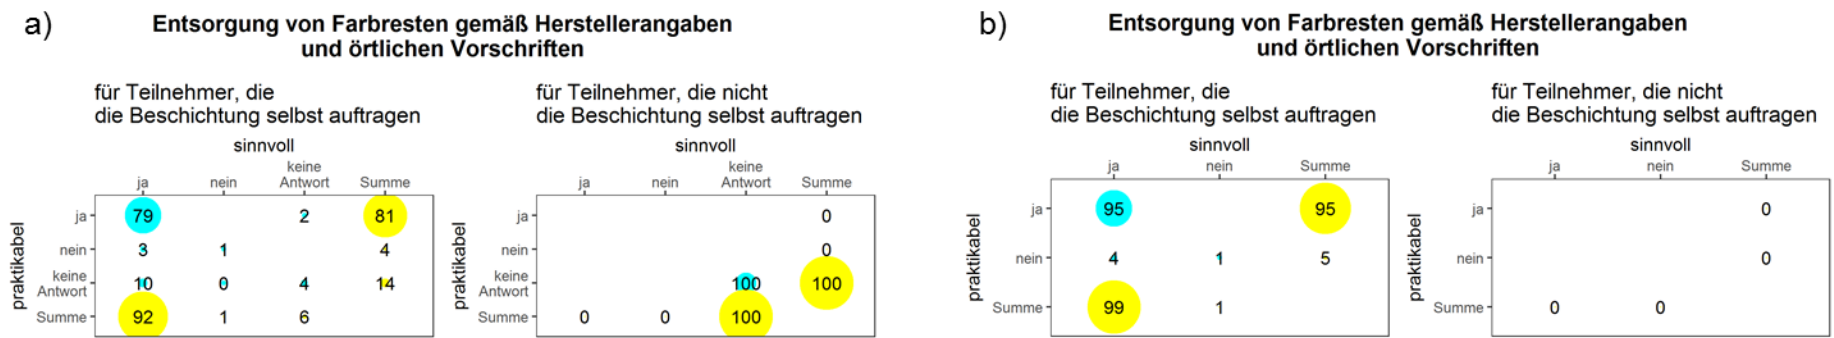 a)
Entsorgung von Farbresten gemäß Herstellerangaben
und örtlichen Vorschriften
für Teilnehmer, die
die Beschichtung selbst auftragen
sinnvoll
ja nein keine Antwort Summe
praktikabel
ja 79 2 81
nein 3 1 4
keine Antwort 10 0 4 14
Summe 92 1 6
für Teilnehmer, die nicht
die Beschichtung selbst auftragen
sinnvoll
ja nein keine Antwort Summe
praktikabel
ja 0
nein 0
keine Antwort 100 100
Summe 0 0 100
b)
Entsorgung von Farbresten gemäß Herstellerangaben
und örtlichen Vorschriften
für Teilnehmer, die
die Beschichtung selbst auftragen
sinnvoll
ja nein Summe
praktikabel
ja 95 95
nein 4 1 5
Summe 99 1
für Teilnehmer, die nicht
die Beschichtung selbst auftragen
sinnvoll
ja nein Summe
praktikabel
ja 0
nein 0
Summe 0 0